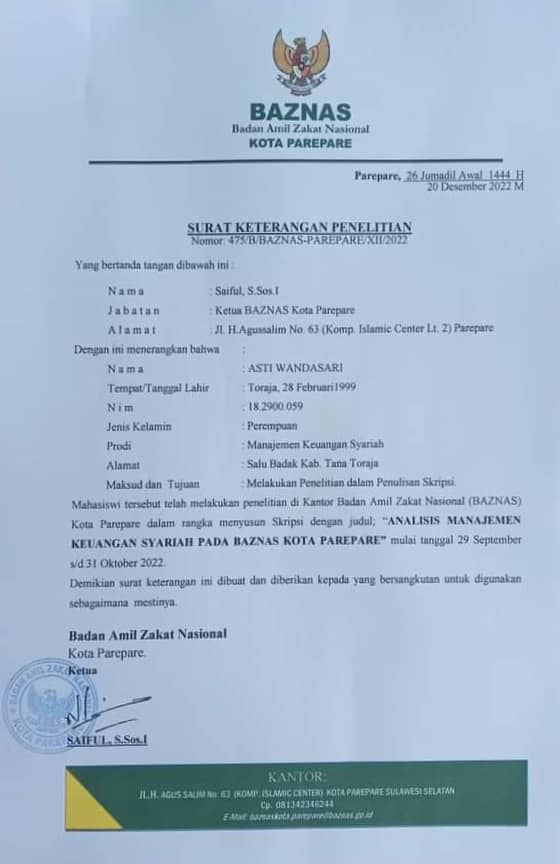 BAZNAS
Badan Amil Zakat Nasional
KOTA PAREPARE
Parepare, 26 Jumadil Awal 1444 H
20 Desember 2022 M
SURAT KETERANGAN PENELITIAN
Nomor: 475/B/BAZNAS-PAREPARE/XII/2022
Yang bertanda tangan dibawah ini :
N a m a : Saiful, S.Sos.I
J a b a t a n : Ketua BAZNAS Kota Parepare
A l a m a t : Jl. H.Agussalim No. 63 (Komp. Islamic Center Lt. 2) Parepare
Dengan ini menerangkan bahwa :
N a m a : ASTI WANDASARI
Tempat/Tanggal Lahir : Toraja, 28 Februari1999
N i m : 18.2900.059
Jenis Kelamin : Perempuan
Prodi : Manajemen Keuangan Syariah
Alamat : Salu Badak Kab. Tana Toraja
Maksud dan Tujuan : Melakukan Penelitian dalam Penulisan Skripsi.
Mahasiswi tersebut telah melakukan penelitian di Kantor Badan Amil Zakat Nasional (BAZNAS)
Kota Parepare dalam rangka menyusun Skripsi dengan judul; “ANALISIS MANAJEMEN
KEUANGAN SYARIAH PADA BAZNAS KOTA PAREPARE” mulai tanggal 29 September
s/d 31 Oktober 2022.
Demikian surat keterangan ini dibuat dan diberikan kepada yang bersangkutan untuk digunakan
sebagaimana mestinya.
Badan Amil Zakat Nasional
Kota Parepare.
Ketua
SAIFUL, S.Sos.I
KANTOR:
JL.H. AGUS SALIM No. 63 (KOMP. ISLAMIC CENTER) KOTA PAREPARE SULAWESI SELATAN
Cp. 081342346244
E-Mail: baznaskota.parepare@baznas.go.id